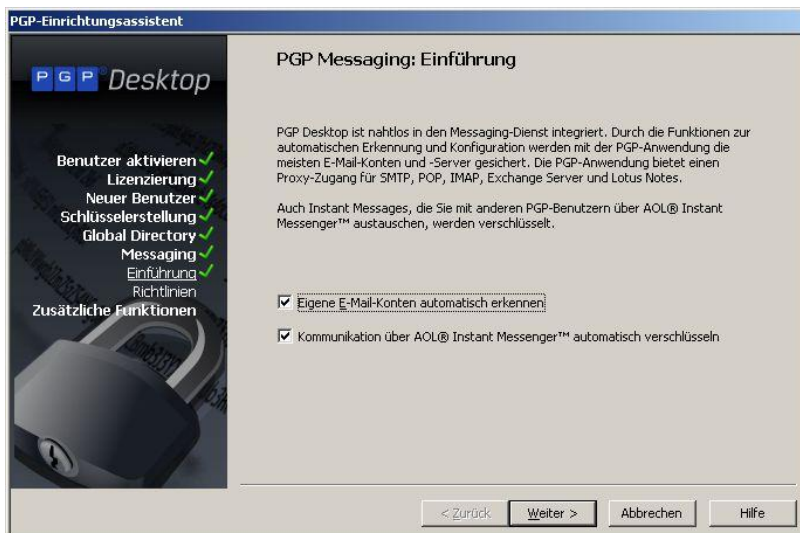 PGP-Einrichtungsassistent
PGP Desktop
Benutzer aktivieren
Lizenzierung
Neuer Benutzer
Schlüsselerstellung
Global Directory
Messaging
Einführung
Richtlinien
Zusätzliche Funktionen
PGP Messaging: Einführung
PGP Desktop ist nahtlos in den Messaging-Dienst integriert. Durch die Funktionen zur
automatischen Erkennung und Konfiguration werden mit der PGP-Anwendung die
meisten E-Mail-Konten und -Server gesichert. Die PGP-Anwendung bietet einen
Proxy-Zugang für SMTP, POP, IMAP, Exchange Server und Lotus Notes.
Auch Instant Messages, die Sie mit anderen PGP-Benutzern über AOL® Instant
Messenger™ austauschen, werden verschlüsselt.
Eigene E-Mail-Konten automatisch erkennen
Kommunikation über AOL® Instant Messenger™ automatisch verschlüsseln
< Zurück
Weiter >
Abbrechen
Hilfe